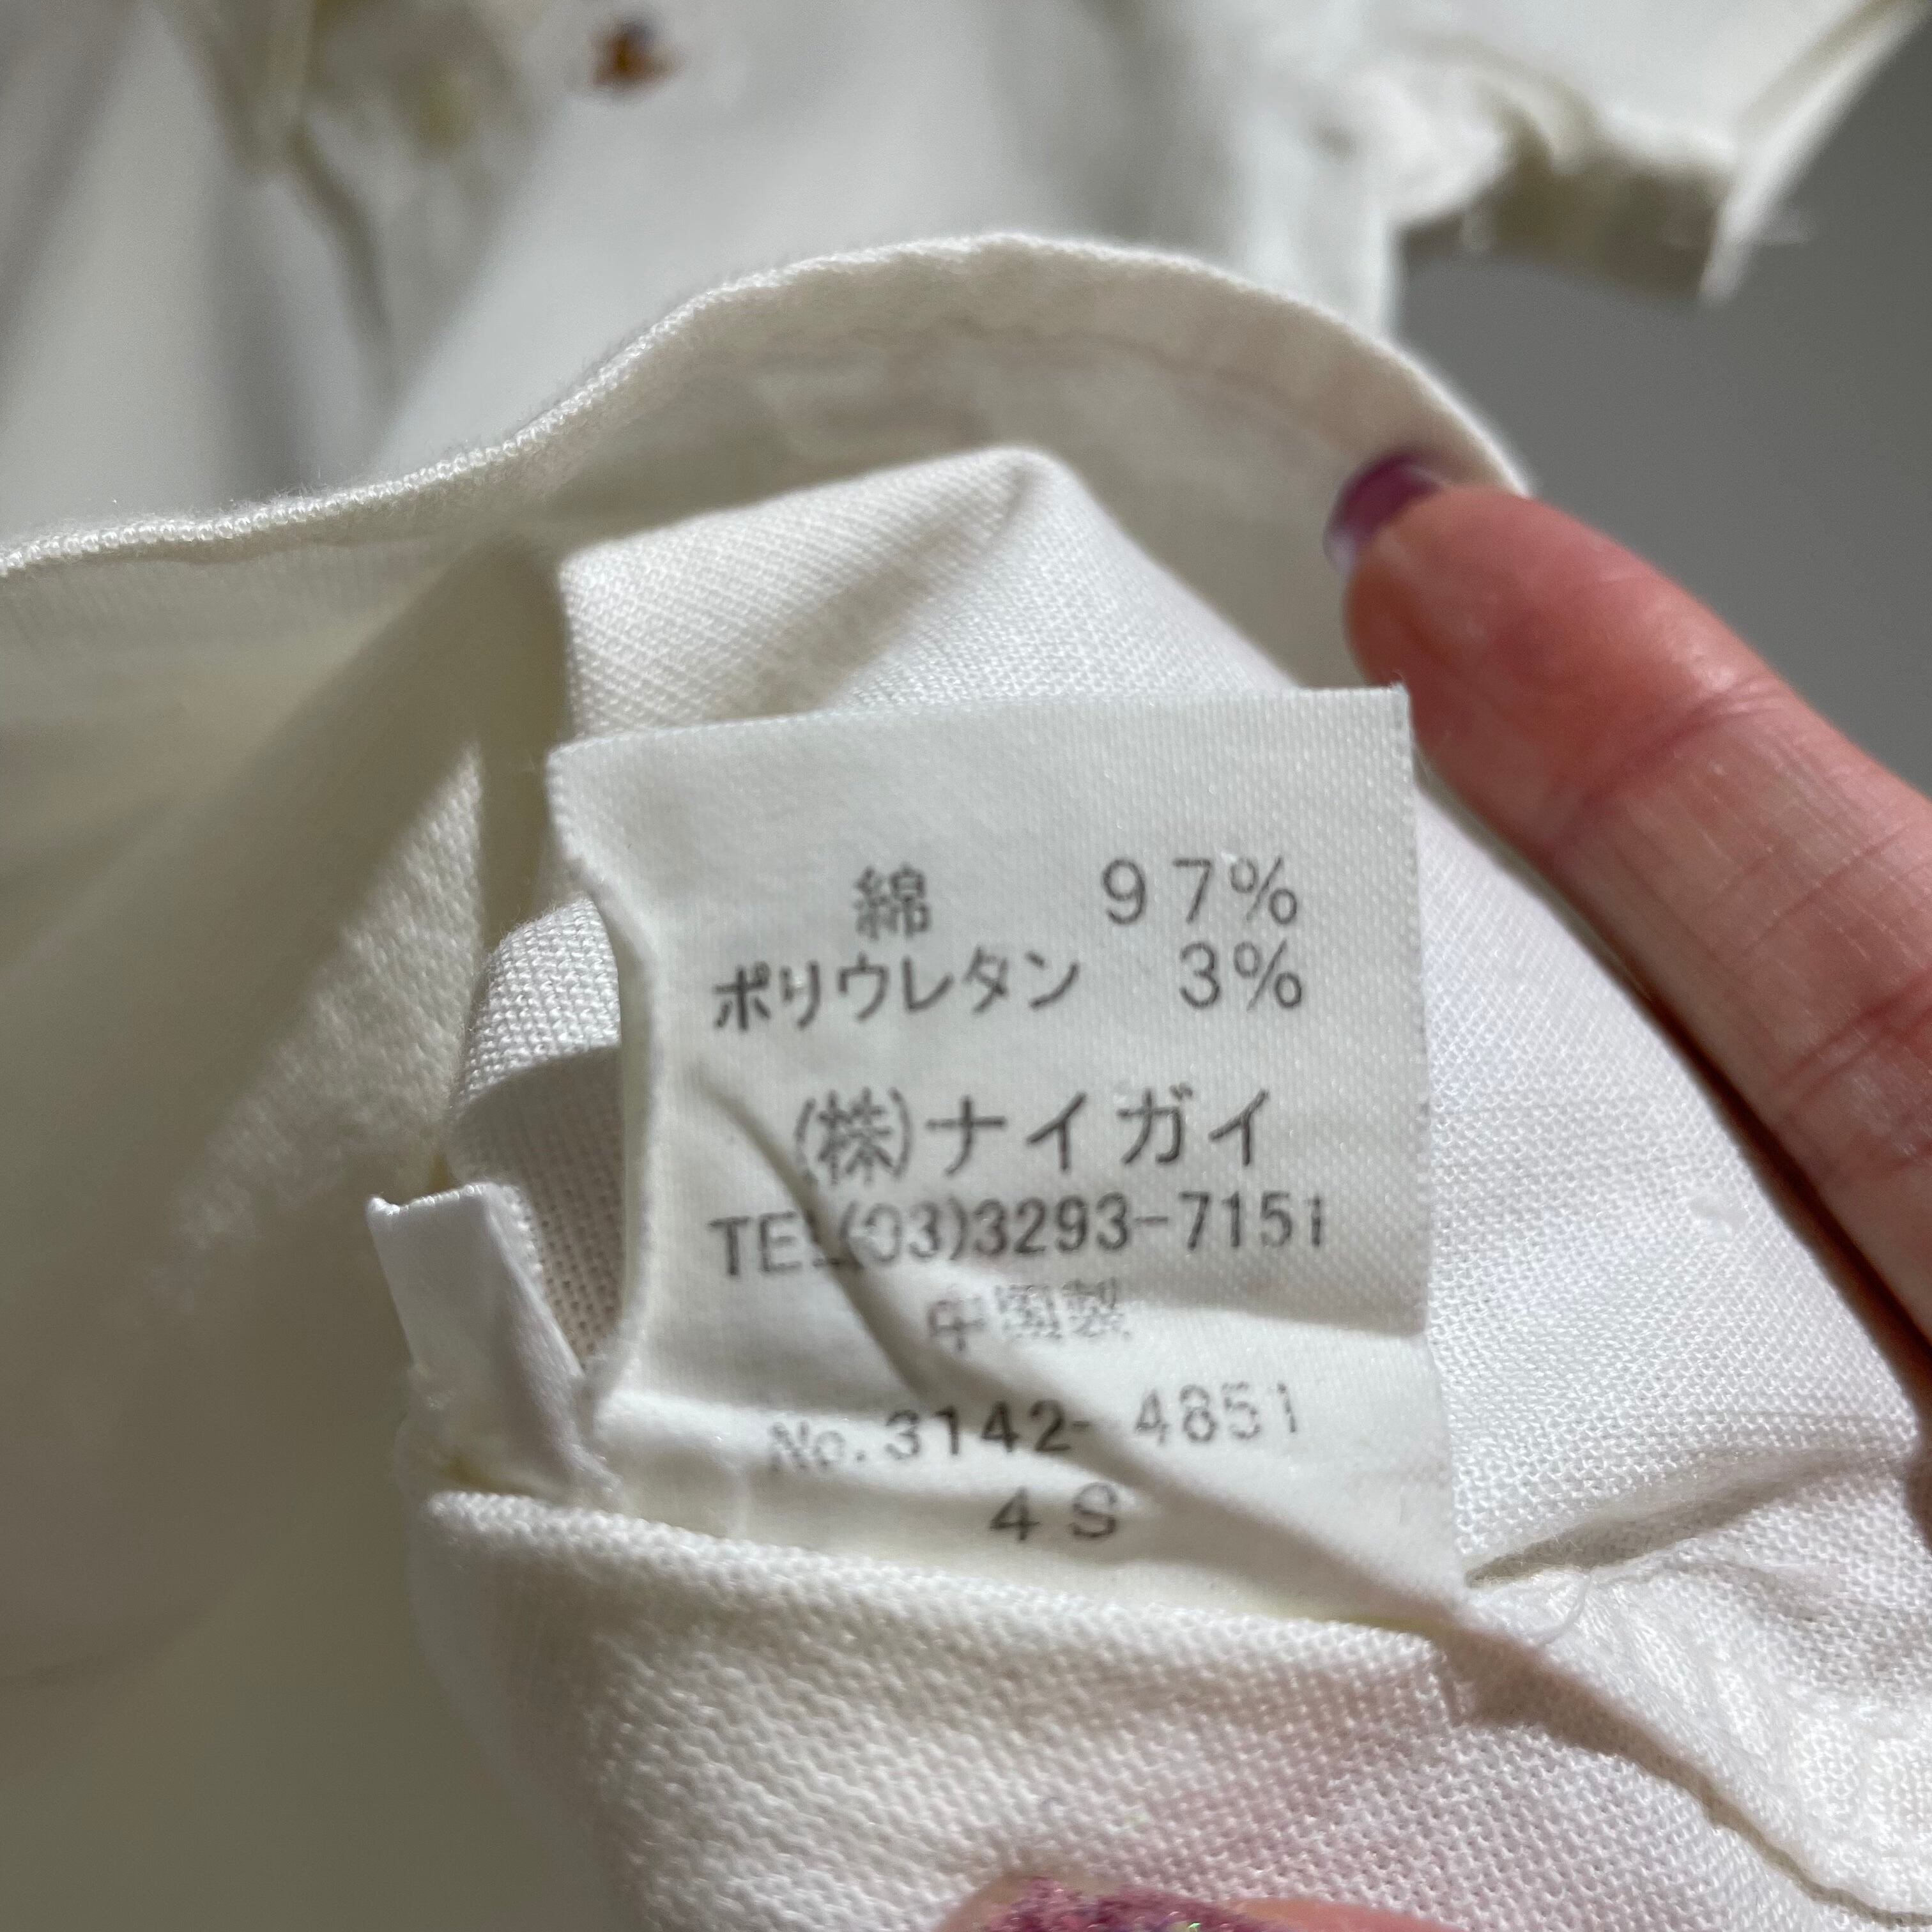 綿 97%
ポリウレタン 3%
(株)ナイガイ
TEL(03)3293-7151
中国製
No.3142-4851
4S